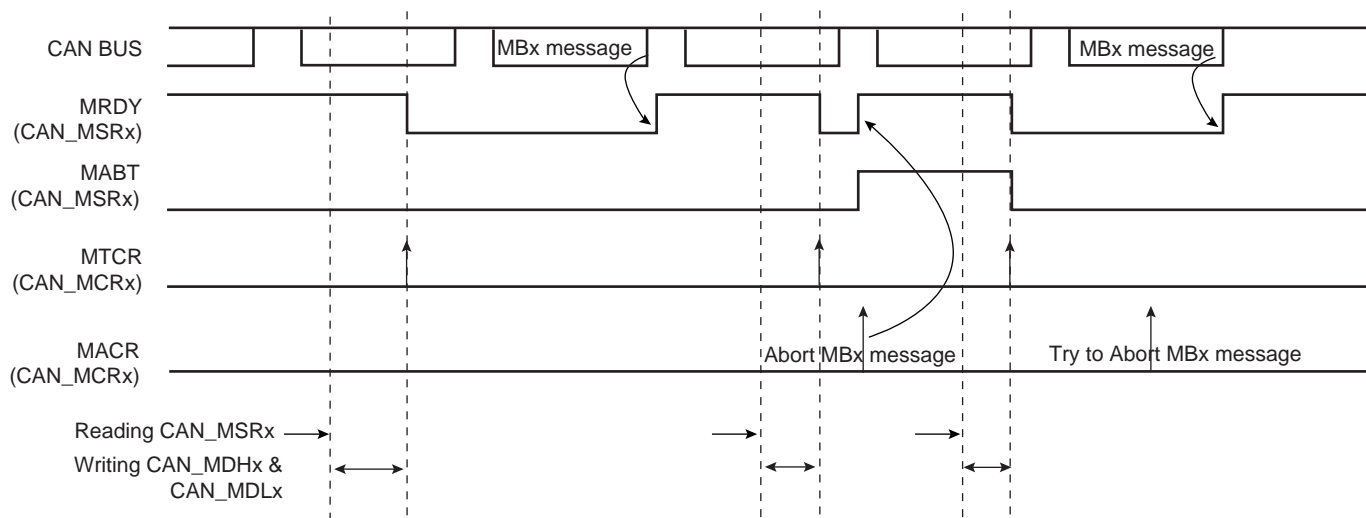 CAN BUS
MBx message
MBx message
MRDY
(CAN_MSRx)
MABT
(CAN_MSRx)
MTCR
(CAN_MCRx)
MACR
(CAN_MCRx)
Abort MBx message
Try to Abort MBx message
Reading CAN_MSRx
Writing CAN_MDHx &
CAN_MDLx